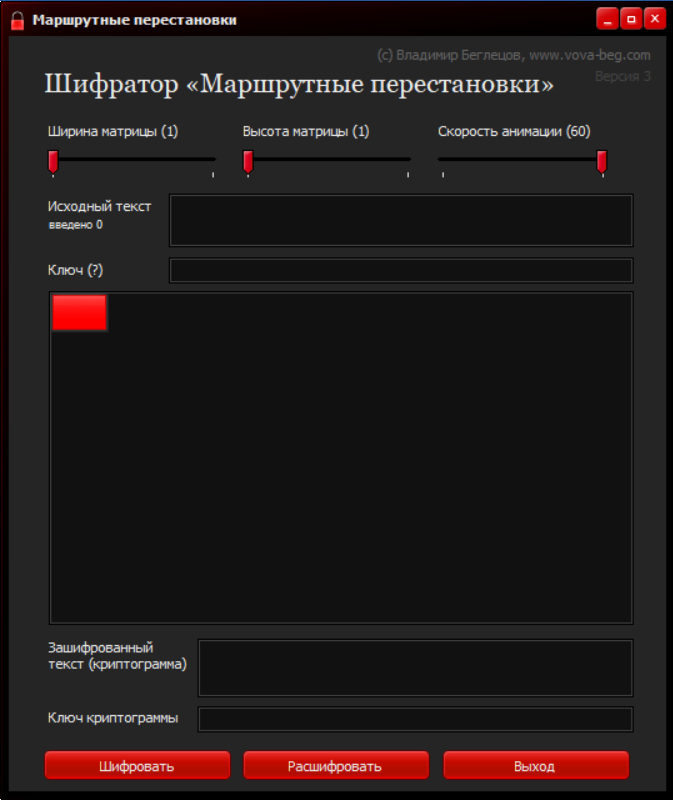 Маршрутные перестановки
(c) Владимир Беглецов, www.vova-beg.com
Шифратор «Маршрутные перестановки»
Версия 3
Ширина матрицы (1)
Высота матрицы (1)
Скорость анимации (60)
Исходный текст
введено 0
Ключ (?)
Зашифрованный
текст (криптограмма)
Ключ криптограммы
Шифровать
Расшифровать
Выход